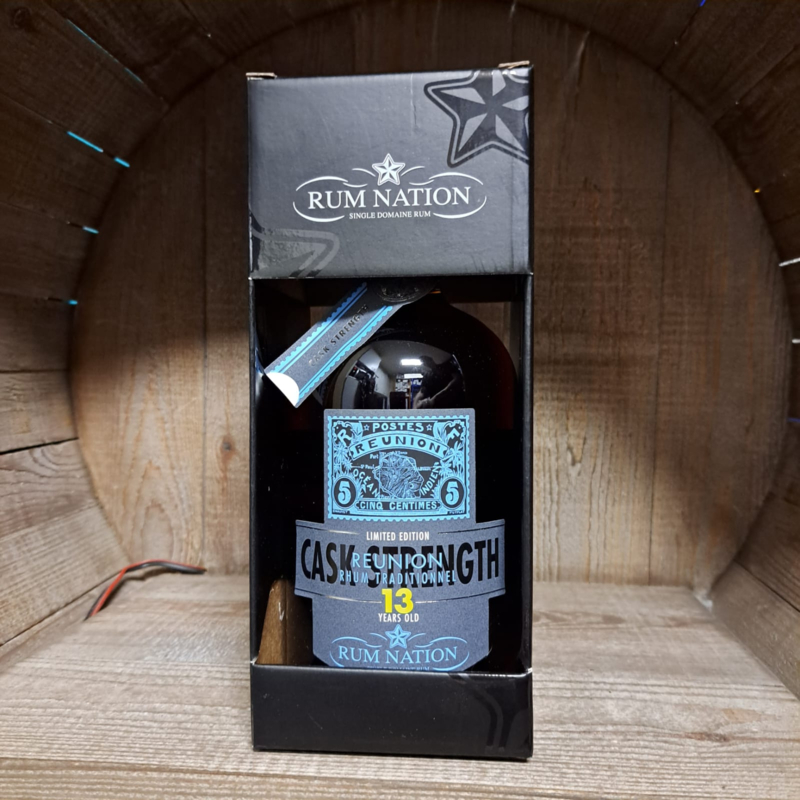 RUM NATION
SINGLE DOMAINE RUM
CASK STRENGTH
POSTES
REUNION
R F
OCEAN INDIEN
5 5
CINQ CENTIMES
LIMITED EDITION
CASK STRENGTH
REUNION
RHUM TRADITIONNEL
13
YEARS OLD
RUM NATION